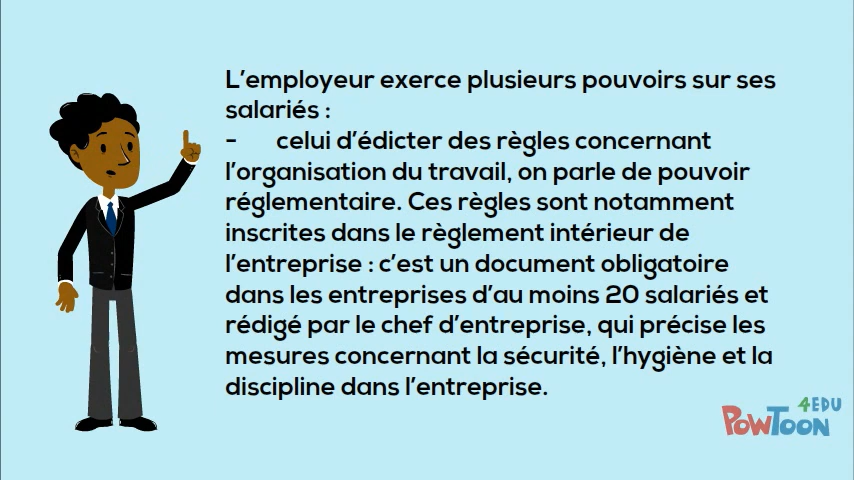 L'employeur exerce plusieurs pouvoirs sur ses
salariés :
- celui d'édicter des règles concernant
l'organisation du travail, on parle de pouvoir
réglementaire. Ces règles sont notamment
inscrites dans le règlement intérieur de
l'entreprise : c'est un document obligatoire
dans les entreprises d'au moins 20 salariés et
rédigé par le chef d'entreprise, qui précise les
mesures concernant la sécurité, l'hygiène et la
discipline dans l'entreprise.
4EDU
POWTOON